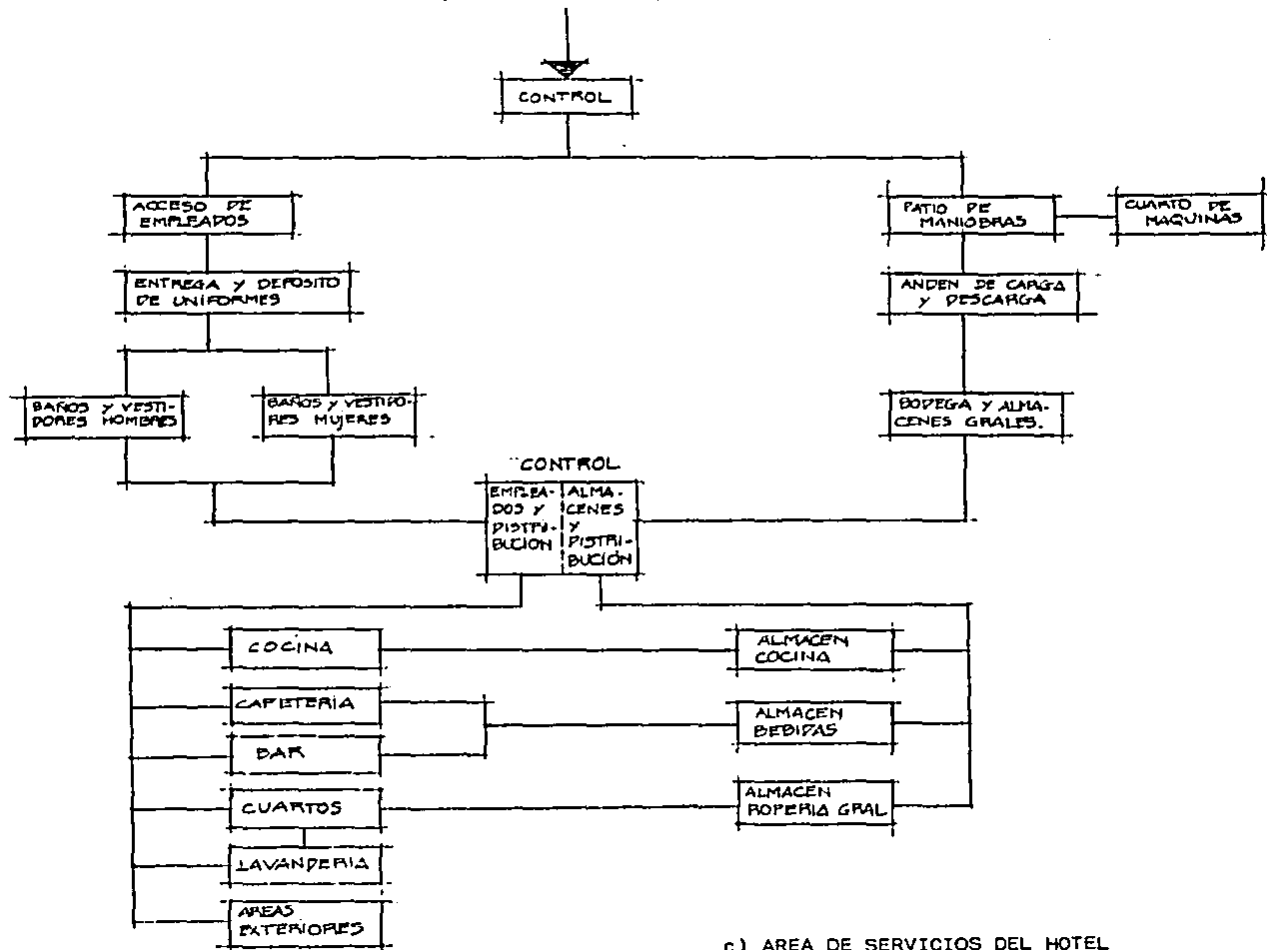 CONTROL
ACCESO DE
EMPLEADOS
PATIO DE
MANIOBRAS
CUARTO DE
MAQUINAS
ENTREGA Y DEPOSITO
DE UNIFORMES
ANDEN DE CARGA
Y DESCARGA
BAÑOS Y VESTI-
DORES HOMBRES
BAÑOS Y VESTIDO-
RES MUJERES
BODEGA Y ALMA-
CENES GRALES.
CONTROL
EMPLEA-
DOS Y
DISTRI-
BUCION
ALMA-
CENES
Y
DISTRI-
BUCIÓN
COCINA
ALMACEN
COCINA
CAFETERIA
BAR
ALMACEN
BEBIDAS
CUARTOS
ALMACEN
ROPERIA GRAL
LAVANDERIA
AREAS
EXTERIORES
c) AREA DE SERVICIOS DEL HOTEL